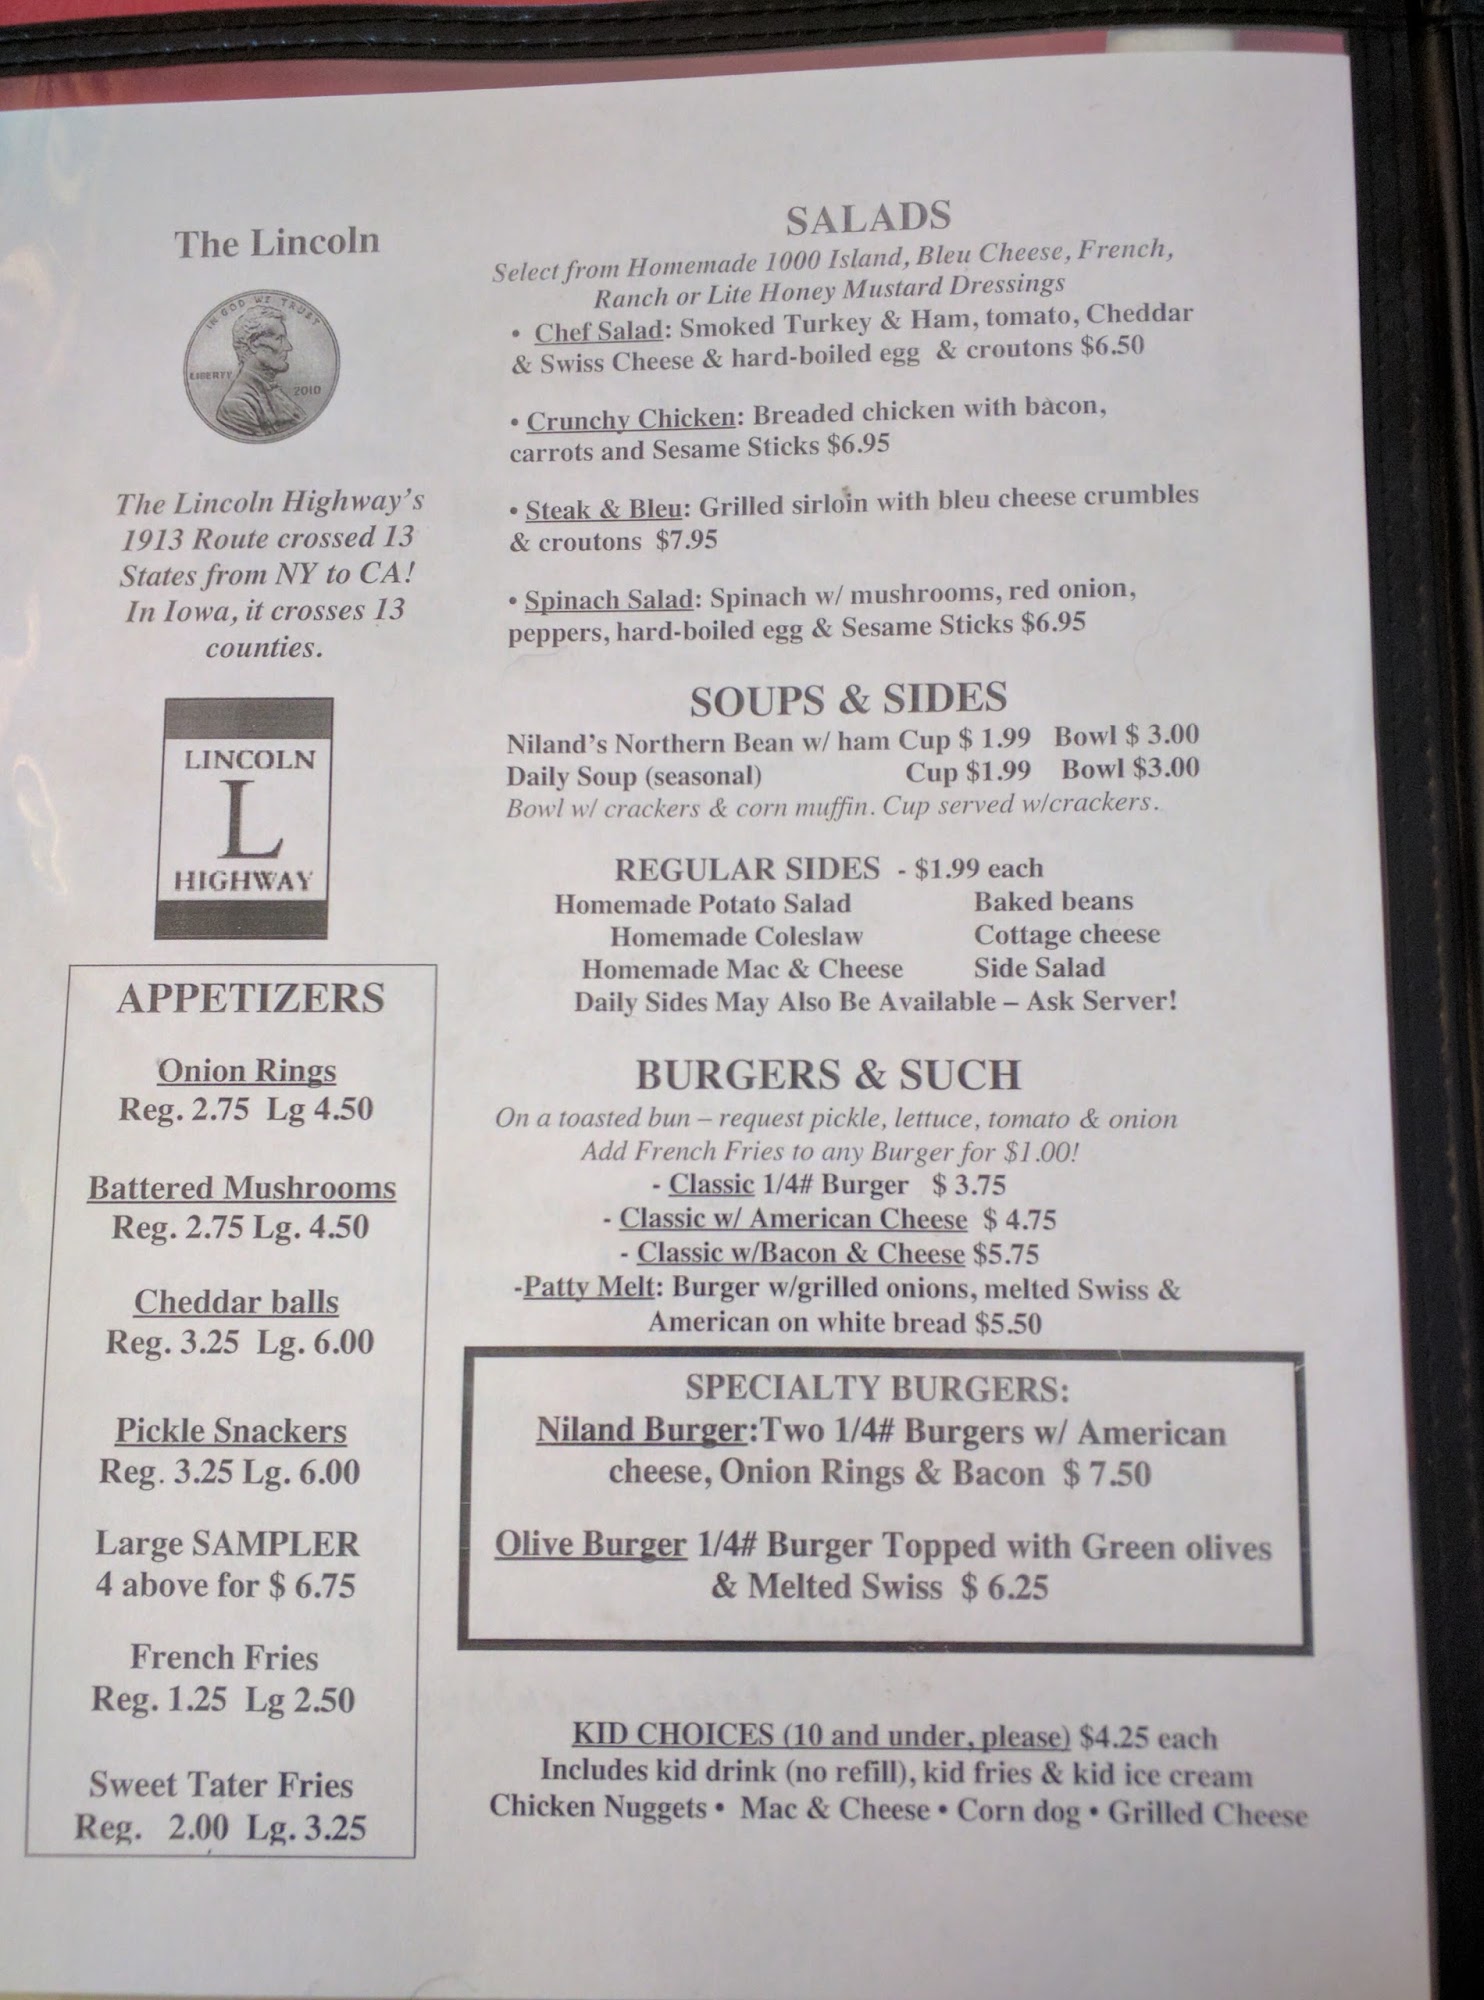 The Lincoln
IN GOD WE TRUST
LIBERTY
2010
The Lincoln Highway's
1913 Route crossed 13
States from NY to CA!
In Iowa, it crosses 13
counties.
LINCOLN
L
HIGHWAY
APPETIZERS
Onion Rings
Reg. 2.75 Lg 4.50
Battered Mushrooms
Reg. 2.75 Lg. 4.50
Cheddar balls
Reg. 3.25 Lg. 6.00
Pickle Snackers
Reg. 3.25 Lg. 6.00
Large SAMPLER
4 above for $ 6.75
French Fries
Reg. 1.25 Lg 2.50
Sweet Tater Fries
Reg. 2.00 Lg. 3.25
SALADS
Select from Homemade 1000 Island, Bleu Cheese, French,
Ranch or Lite Honey Mustard Dressings
• Chef Salad: Smoked Turkey & Ham, tomato, Cheddar
& Swiss Cheese & hard-boiled egg & croutons $6.50
• Crunchy Chicken: Breaded chicken with bacon,
carrots and Sesame Sticks $6.95
• Steak & Bleu: Grilled sirloin with bleu cheese crumbles
& croutons $7.95
• Spinach Salad: Spinach w/ mushrooms, red onion,
peppers, hard-boiled egg & Sesame Sticks $6.95
SOUPS & SIDES
Niland's Northern Bean w/ ham Cup $ 1.99 Bowl $ 3.00
Daily Soup (seasonal) Cup $1.99 Bowl $3.00
Bowl w/ crackers & corn muffin. Cup served w/crackers.
REGULAR SIDES - $1.99 each
Homemade Potato Salad Baked beans
Homemade Coleslaw Cottage cheese
Homemade Mac & Cheese Side Salad
Daily Sides May Also Be Available – Ask Server!
BURGERS & SUCH
On a toasted bun – request pickle, lettuce, tomato & onion
Add French Fries to any Burger for $1.00!
- Classic 1/4# Burger $ 3.75
- Classic w/ American Cheese $ 4.75
- Classic w/Bacon & Cheese $5.75
-Patty Melt: Burger w/grilled onions, melted Swiss &
American on white bread $5.50
SPECIALTY BURGERS:
Niland Burger:Two 1/4# Burgers w/ American
cheese, Onion Rings & Bacon $ 7.50
Olive Burger 1/4# Burger Topped with Green olives
& Melted Swiss $ 6.25
KID CHOICES (10 and under, please) $4.25 each
Includes kid drink (no refill), kid fries & kid ice cream
Chicken Nuggets • Mac & Cheese • Corn dog • Grilled Cheese